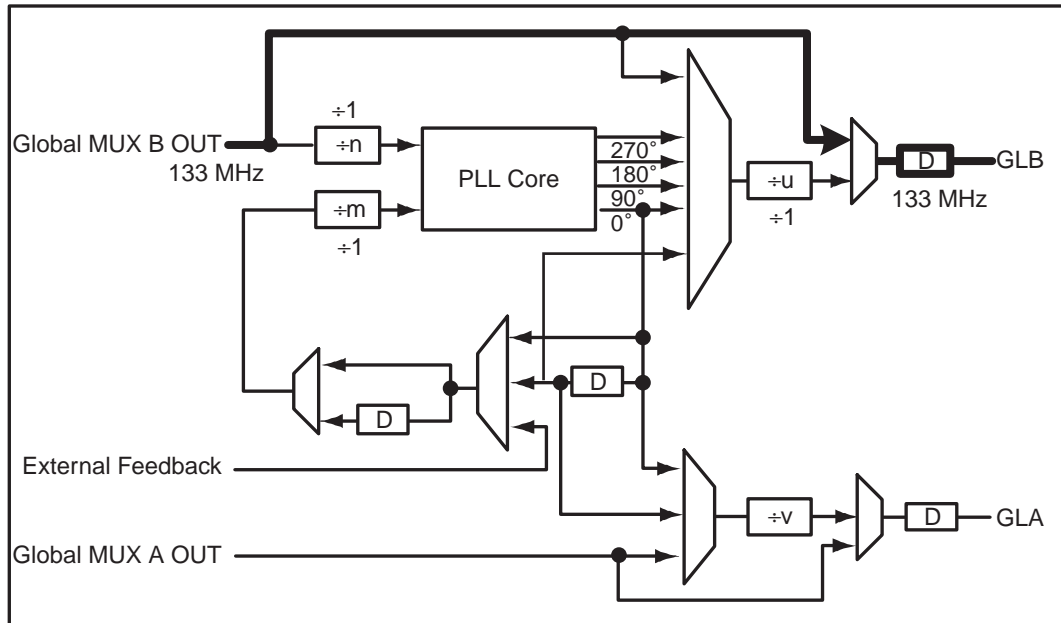 ÷1
Global MUX B OUT
133 MHz
÷n
÷m
÷1
PLL Core
270°
180°
90°
0°
÷u
÷1
D
133 MHz
GLB
D
D
External Feedback
Global MUX A OUT
÷v
D
GLA